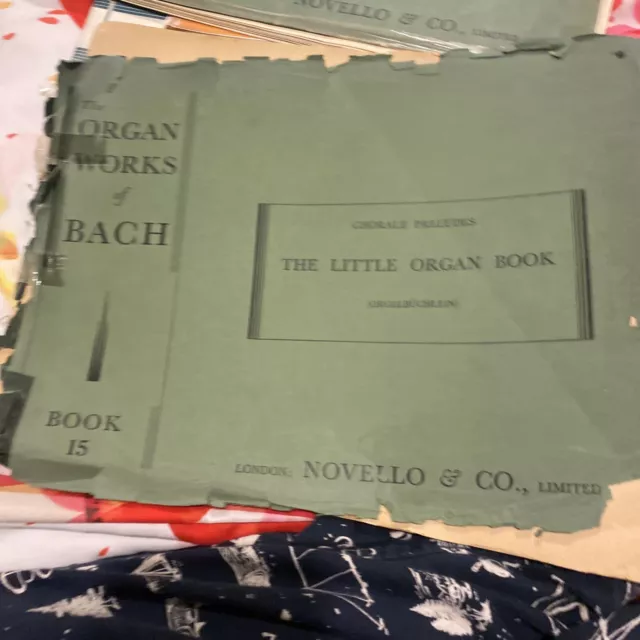 NOVELLO & CO., LIMITED
The
ORGAN
WORKS
of
BACH
BOOK
15
CHORALE PRELUDES
THE LITTLE ORGAN BOOK
(ORGELBÜCHLEIN)
LONDON: NOVELLO & CO., LIMITED